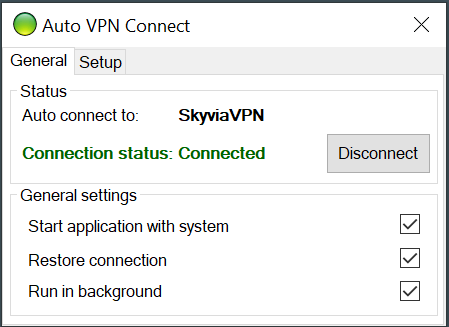 Auto VPN Connect
General Setup
Status
Auto connect to: SkyviaVPN
Connection status: Connected Disconnect
General settings
Start application with system
Restore connection
Run in background